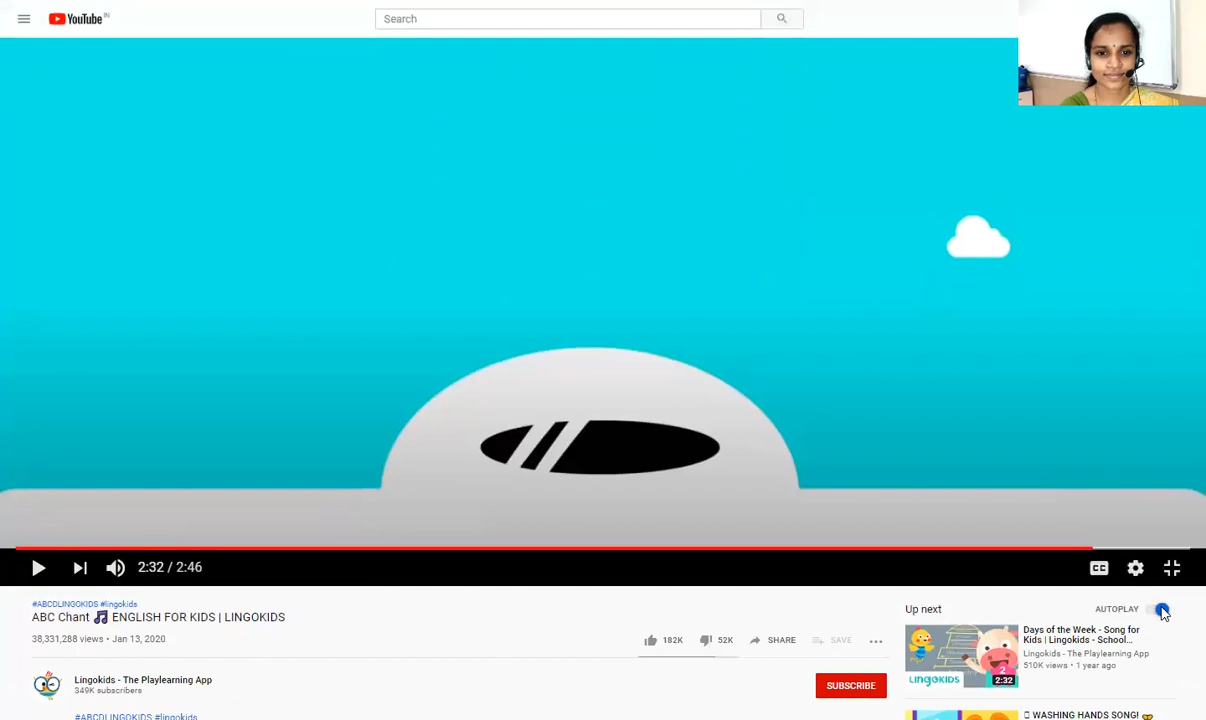 YouTube IN
Search
2:32 / 2:46
CC
#ABCDLINGOKIDS #lingokids
ABC Chant 🎵 ENGLISH FOR KIDS | LINGOKIDS
38,331,288 views • Jan 13, 2020
182K
52K
SHARE
SAVE
Lingokids - The Playlearning App
349K subscribers
SUBSCRIBE
#ABCDLINGOKIDS #lingokids
Up next
AUTOPLAY
LINGOKIDS
2
2:32
Days of the Week - Song for
Kids | Lingokids - School...
Lingokids - The Playlearning App
510K views • 1 year ago
WASHING HANDS SONG!